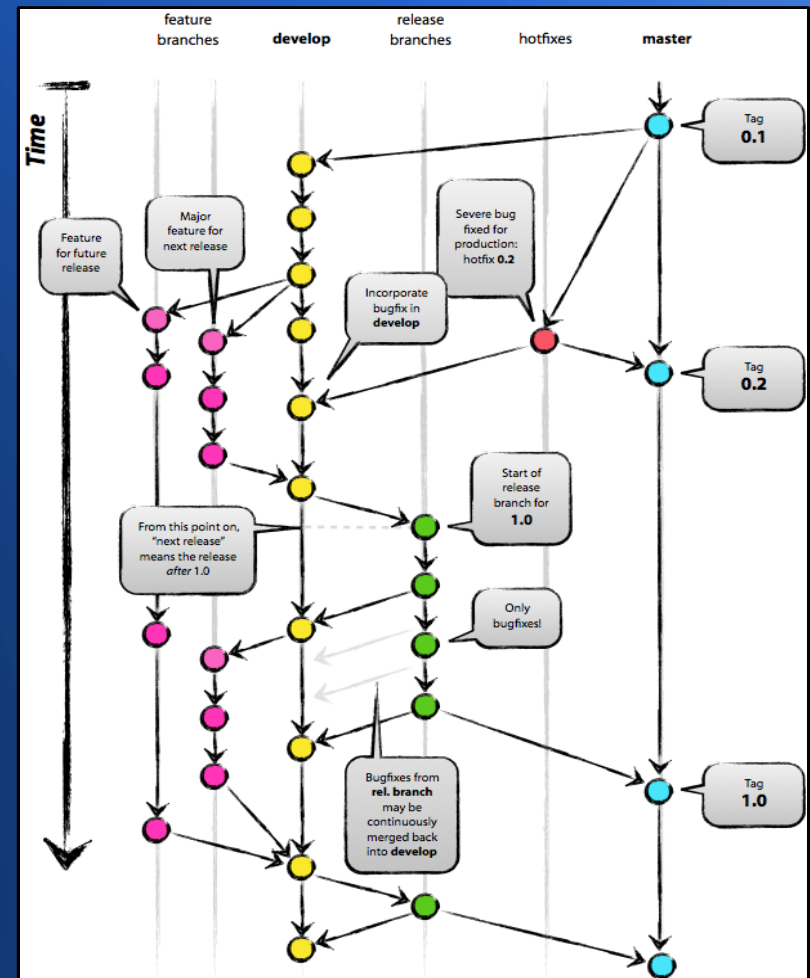 feature
branches
develop
release
branches
hotfixes
master
Time
Tag
0.1
Major
feature for
next release
Severe bug
fixed for
production:
hotfix 0.2
Feature
for future
release
Incorporate
bugfix in
develop
Tag
0.2
Start of
release
branch for
1.0
From this point on,
“next release”
means the release
after 1.0
Only
bugfixes!
Bugfixes from
rel. branch
may be
continuously
merged back
into develop
Tag
1.0